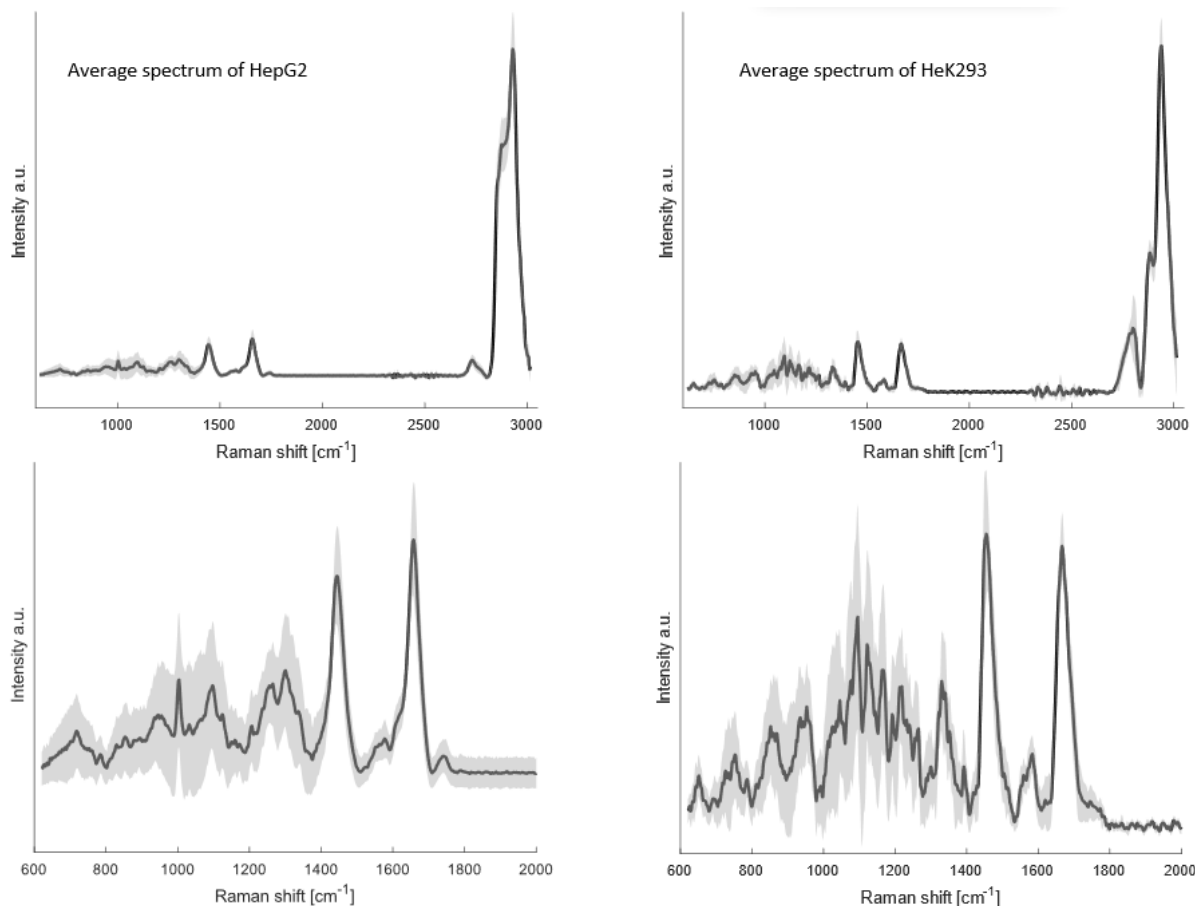 Average spectrum of HepG2
Intensity a.u.
1000 1500 2000 2500 3000
Raman shift [cm⁻¹]
Average spectrum of HeK293
Intensity a.u.
1000 1500 2000 2500 3000
Raman shift [cm⁻¹]
Intensity a.u.
600 800 1000 1200 1400 1600 1800 2000
Raman shift [cm⁻¹]
Intensity a.u.
600 800 1000 1200 1400 1600 1800 2000
Raman shift [cm⁻¹]